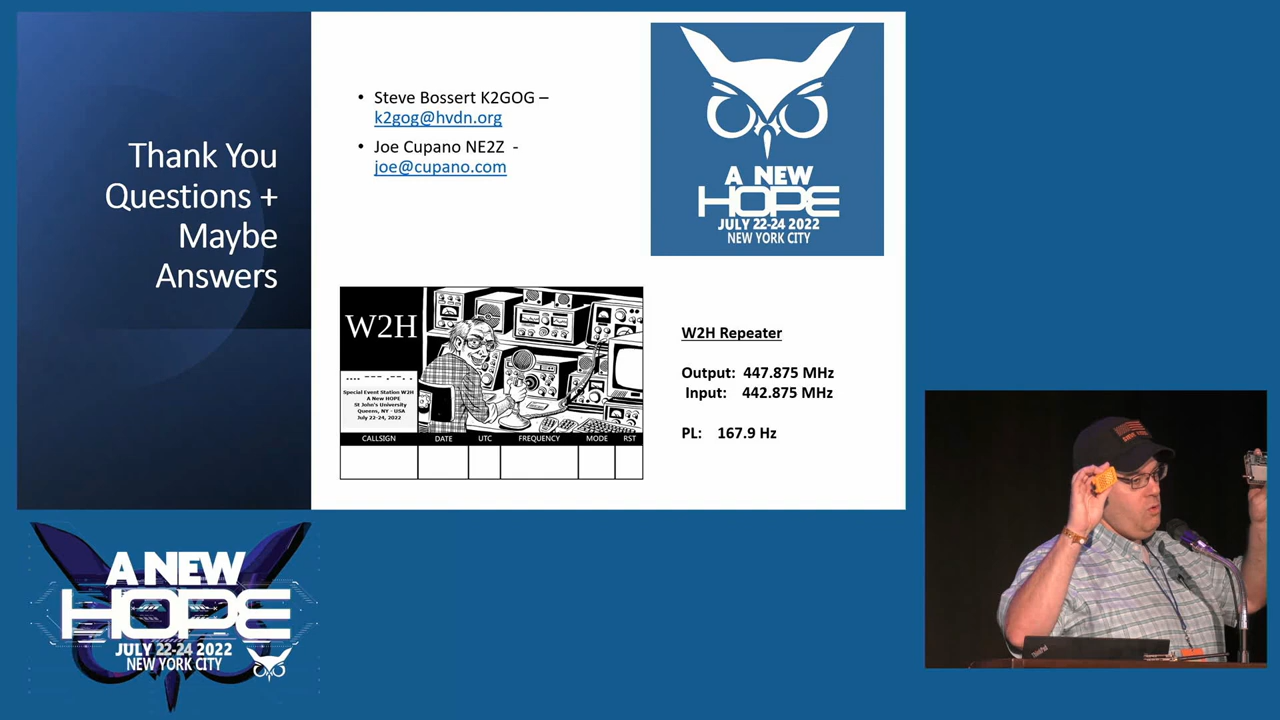 Thank You
Questions +
Maybe
Answers
• Steve Bossert K2GOG –
k2gog@hvdn.org
• Joe Cupano NE2Z -
joe@cupano.com
A NEW
HOPE
JULY 22-24 2022
NEW YORK CITY
W2H
.... --- .--. .
Special Event Station W2H
A New HOPE
St John's University
Queens, NY - USA
July 22-24, 2022
CALLSIGN DATE UTC FREQUENCY MODE RST
W2H Repeater
Output: 447.875 MHz
Input: 442.875 MHz
PL: 167.9 Hz
A NEW
HOPE
JULY 22-24 2022
NEW YORK CITY
ThinkPad